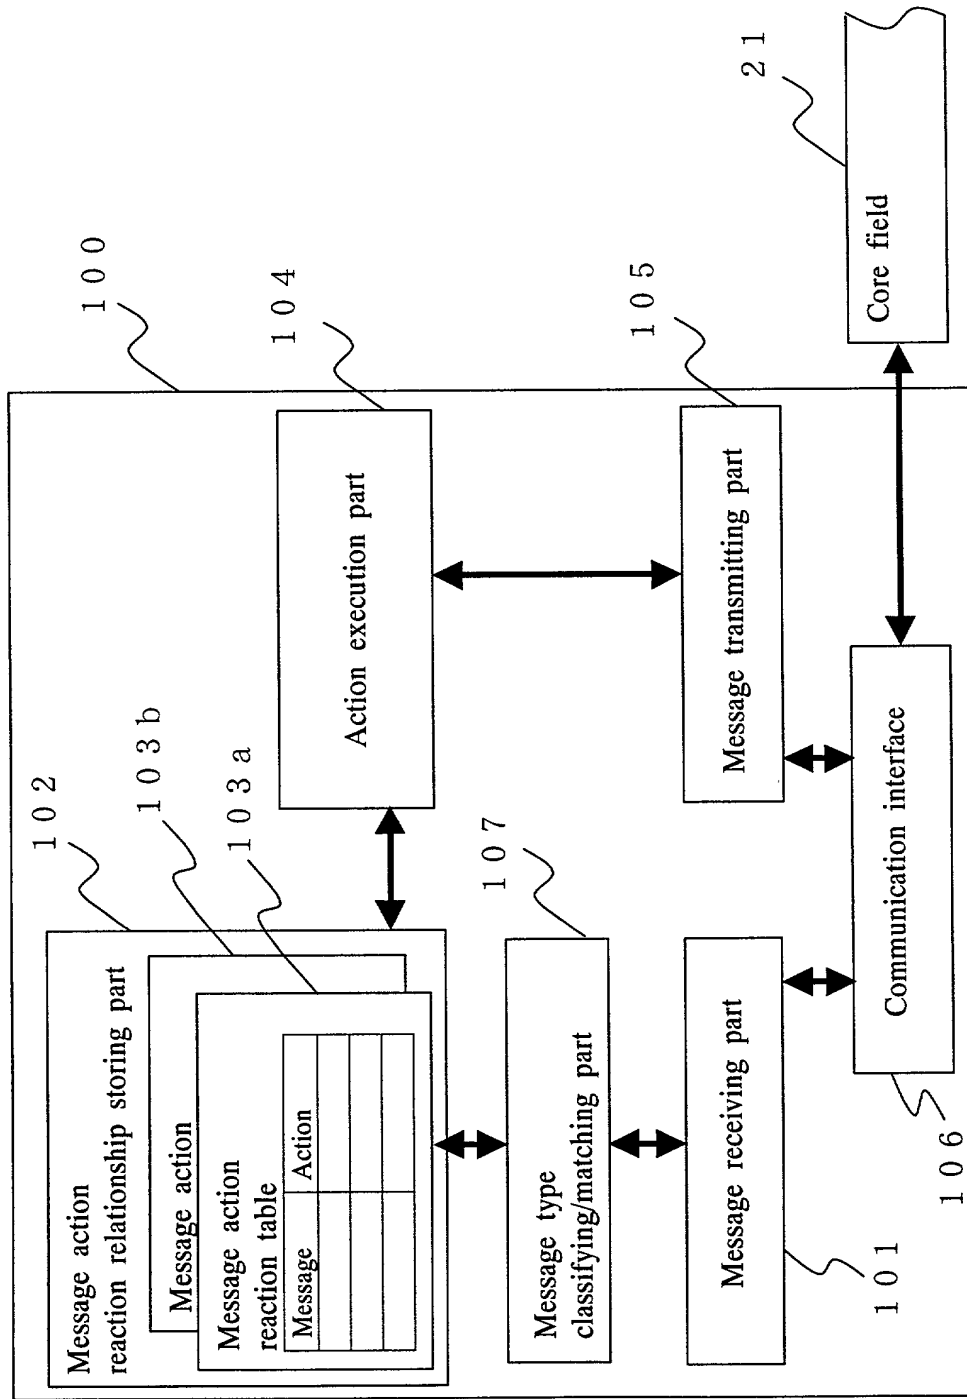 100
102
Message action
reaction relationship storing part
103b
Message action
103a
Message action
reaction table
Message
Action
104
Action execution part
107
Message type
classifying/matching part
105
Message transmitting part
Message receiving part
101
Communication interface
106
21
Core field